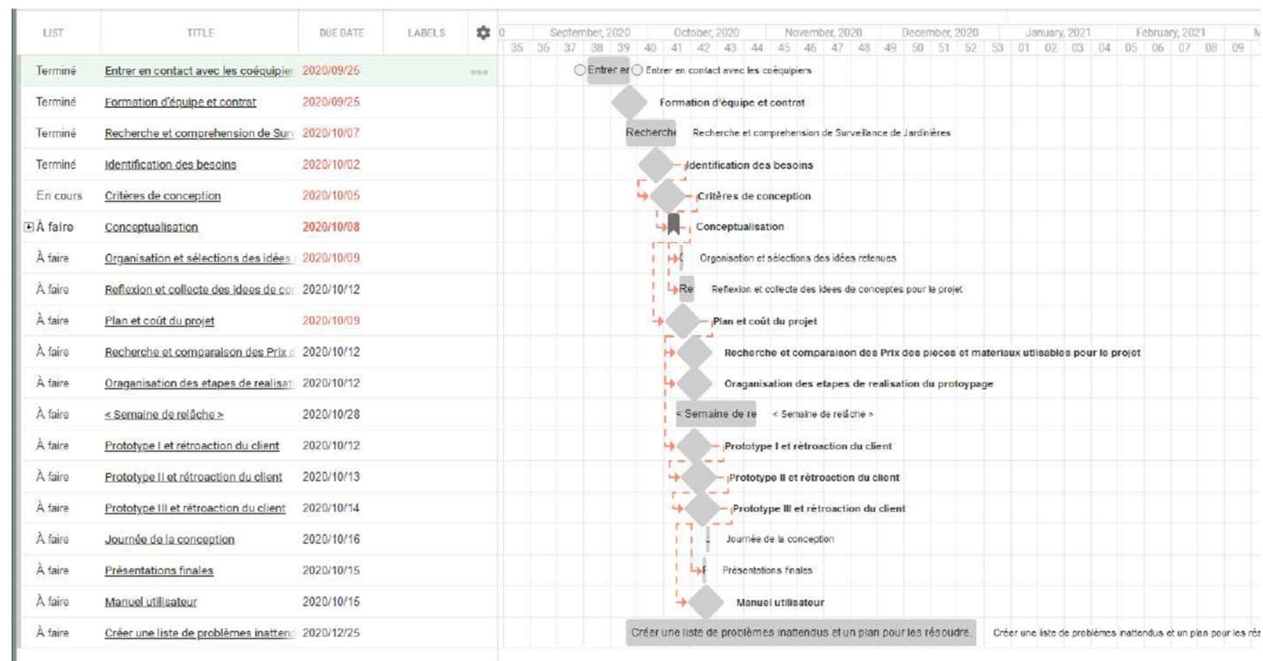 LIST TITLE DUE DATE LABELS
0 September, 2020 October, 2020 November, 2020 December, 2020 January, 2021 February, 2021 M
35 36 37 38 39 40 41 42 43 44 45 46 47 48 49 50 51 52 53 01 02 03 04 05 06 07 08 09
Terminé Entrer en contact avec les coéquipier 2020/09/25 Entrer er Entrer en contact avec les coéquipiers
Terminé Formation d'équipe et contrat 2020/09/25 Formation d'équipe et contrat
Terminé Recherche et comprehension de Surv 2020/10/07 Recherche Recherche et comprehension de Surveillance de Jardinières
Terminé Identification des besoins 2020/10/02 Identification des besoins
En cours Critères de conception 2020/10/05 Critères de conception
À faire Conceptualisation 2020/10/08 Conceptualisation
À faire Organisation et sélections des idées 2020/10/09 Organisation et sélections des idées retenues
À faire Reflexion et collecte des idees de cor 2020/10/12 Re Reflexion et collecte des idees de conceptes pour le projet
À faire Plan et coût du projet 2020/10/09 Plan et coût du projet
À faire Recherche et comparaison des Prix d 2020/10/12 Recherche et comparaison des Prix des pieces et materiaux utlisables pour le projet
À faire Oraganisation des etapes de realisat 2020/10/12 Oraganisation des etapes de realisation du protoypage
À faire < Semaine de relâche > 2020/10/28 < Semaine de re < Semaine de relâche >
À faire Prototype I et rétroaction du client 2020/10/12 Prototype I et rétroaction du client
À faire Prototype II et rétroaction du client 2020/10/13 Prototype II et rétroaction du client
À faire Prototype III et rétroaction du client 2020/10/14 Prototype III et rétroaction du client
À faire Journée de la conception 2020/10/16 Journée de la conception
À faire Présentations finales 2020/10/15 Présentations finales
À faire Manuel utilisateur 2020/10/15 Manuel utilisateur
À faire Créer une liste de problèmes inattend 2020/12/25 Créer une liste de problèmes inattendus et un plan pour les résoudre. Créer une liste de problèmes inattendus et un plan pour les rés